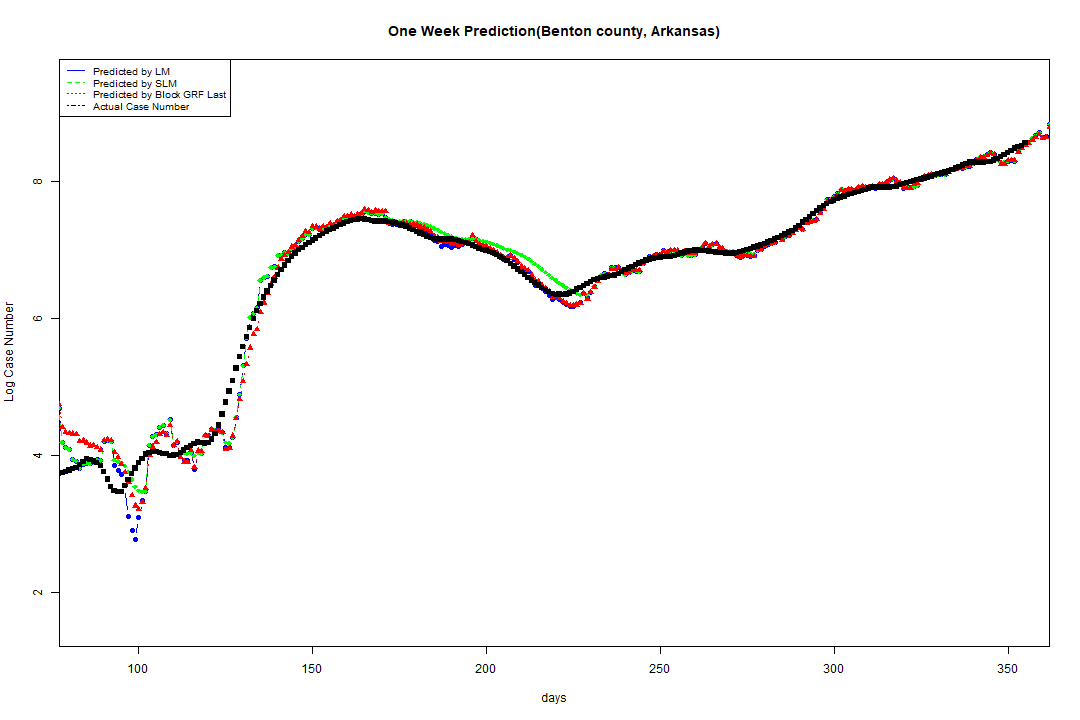 One Week Prediction(Benton county, Arkansas)
Predicted by LM
Predicted by SLM
Predicted by Block GRF Last
Actual Case Number
8
6
4
2
Log Case Number
100 150 200 250 300 350
days